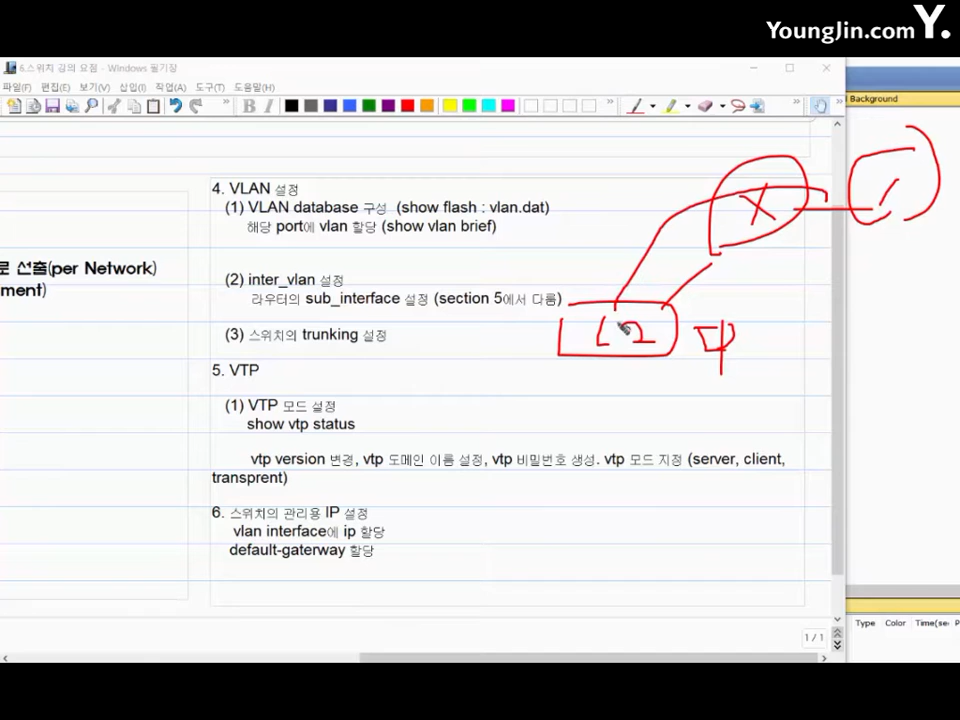 YoungJin.com Y.
6.스위치 강의 요점 - Windows 필기장
파일(F) 편집(E) 보기(V) 삽입(I) 작업(A) 도구(T) 도움말(H)
B I
Background
4. VLAN 설정
(1) VLAN database 구성 (show flash : vlan.dat)
해당 port에 vlan 할당 (show vlan brief)
로 선출(per Network)
ment)
(2) inter_vlan 설정
라우터의 sub_interface 설정 (section 5에서 다룸)
(3) 스위치의 trunking 설정
L2
5. VTP
(1) VTP 모드 설정
show vtp status
vtp version 변경, vtp 도메인 이름 설정, vtp 비밀번호 생성. vtp 모드 지정 (server, client,
transprent)
6. 스위치의 관리용 IP 설정
vlan interface에 ip 할당
default-gaterway 할당
Type Color Time(se P
1 / 1